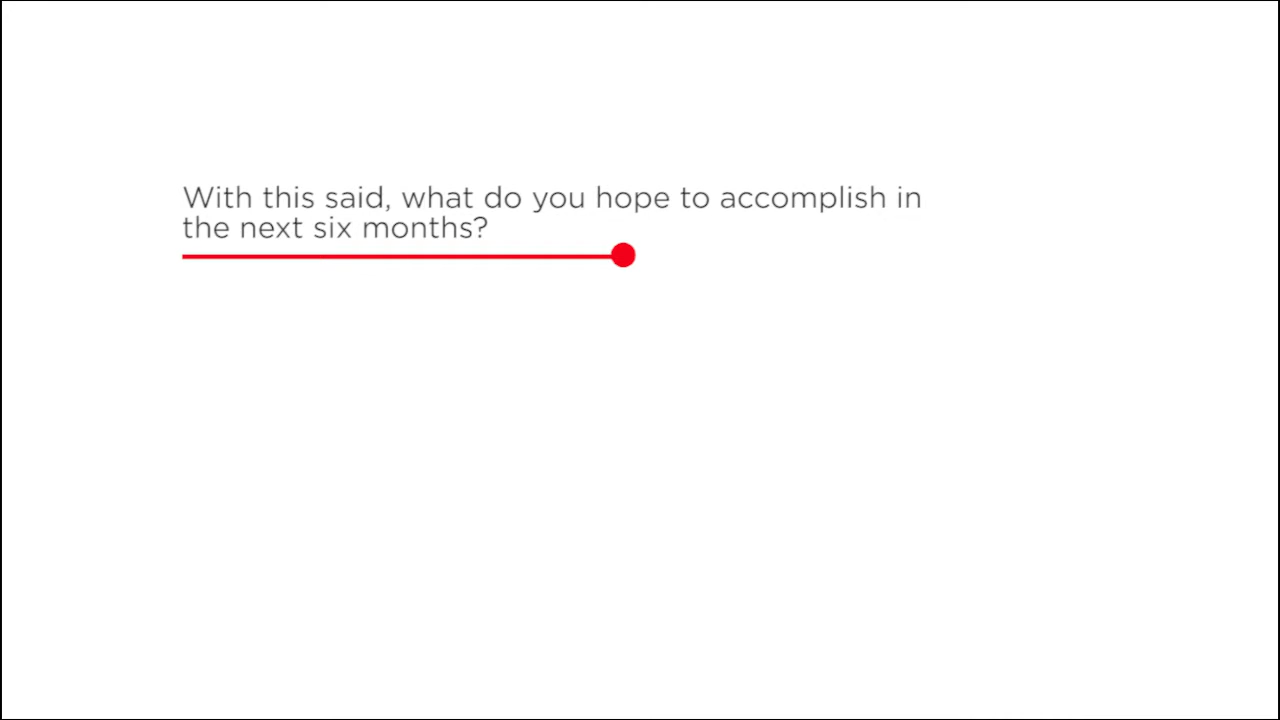 With this said, what do you hope to accomplish in
the next six months?